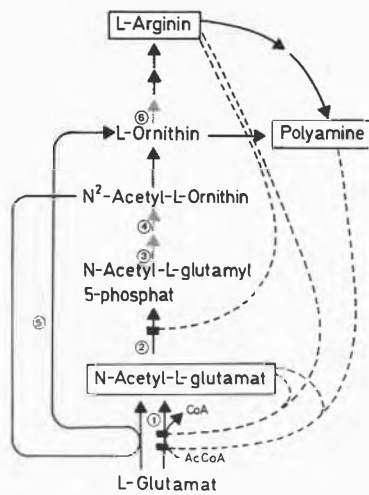 L-Arginin
⑥
L-Ornithin
Polyamine
N²-Acetyl-L-Ornithin
④
③
N-Acetyl-L-glutamyl
5-phosphat
⑤
②
N-Acetyl-L-glutamat
①
CoA
AcCoA
L-Glutamat